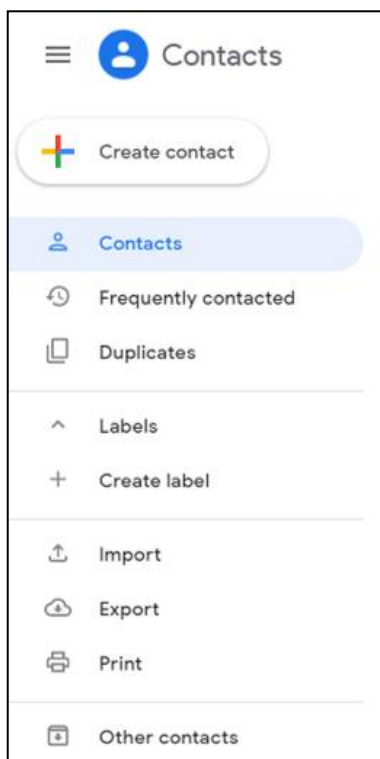 Contacts
Create contact
Contacts
Frequently contacted
Duplicates
Labels
Create label
Import
Export
Print
Other contacts